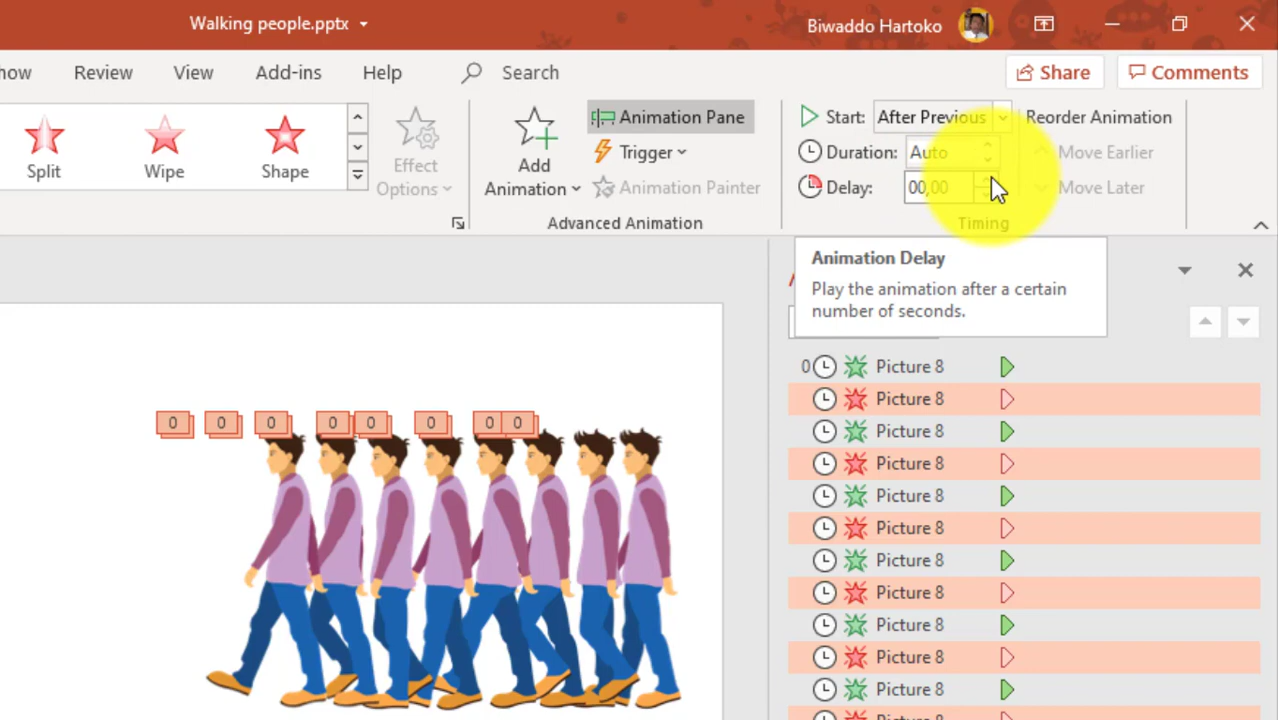 Walking people.pptx
Biwaddo Hartoko
how Review View Add-ins Help Search Share Comments
Split Wipe Shape
Effect
Options
Add
Animation
Animation Pane
Trigger
Animation Painter
Advanced Animation
Start: After Previous
Duration: Auto
Delay: 00,00
Reorder Animation
Move Earlier
Move Later
Timing
Animation Delay
Play the animation after a certain
number of seconds.
0 0 0 0 0 0 0 0
0 Picture 8
Picture 8
Picture 8
Picture 8
Picture 8
Picture 8
Picture 8
Picture 8
Picture 8
Picture 8
Picture 8